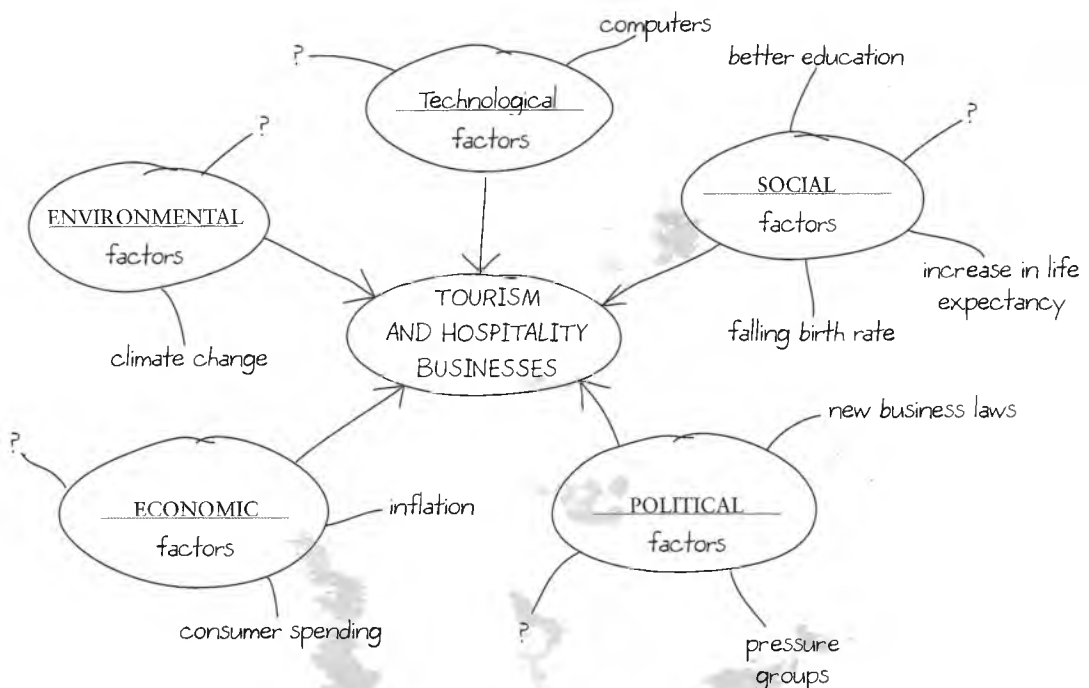 computers
?
Technological
factors
better education
?
SOCIAL
factors
increase in life
expectancy
falling birth rate
?
ENVIRONMENTAL
factors
climate change
TOURISM
AND HOSPITALITY
BUSINESSES
?
ECONOMIC
factors
inflation
consumer spending
new business laws
POLITICAL
factors
?
pressure
groups